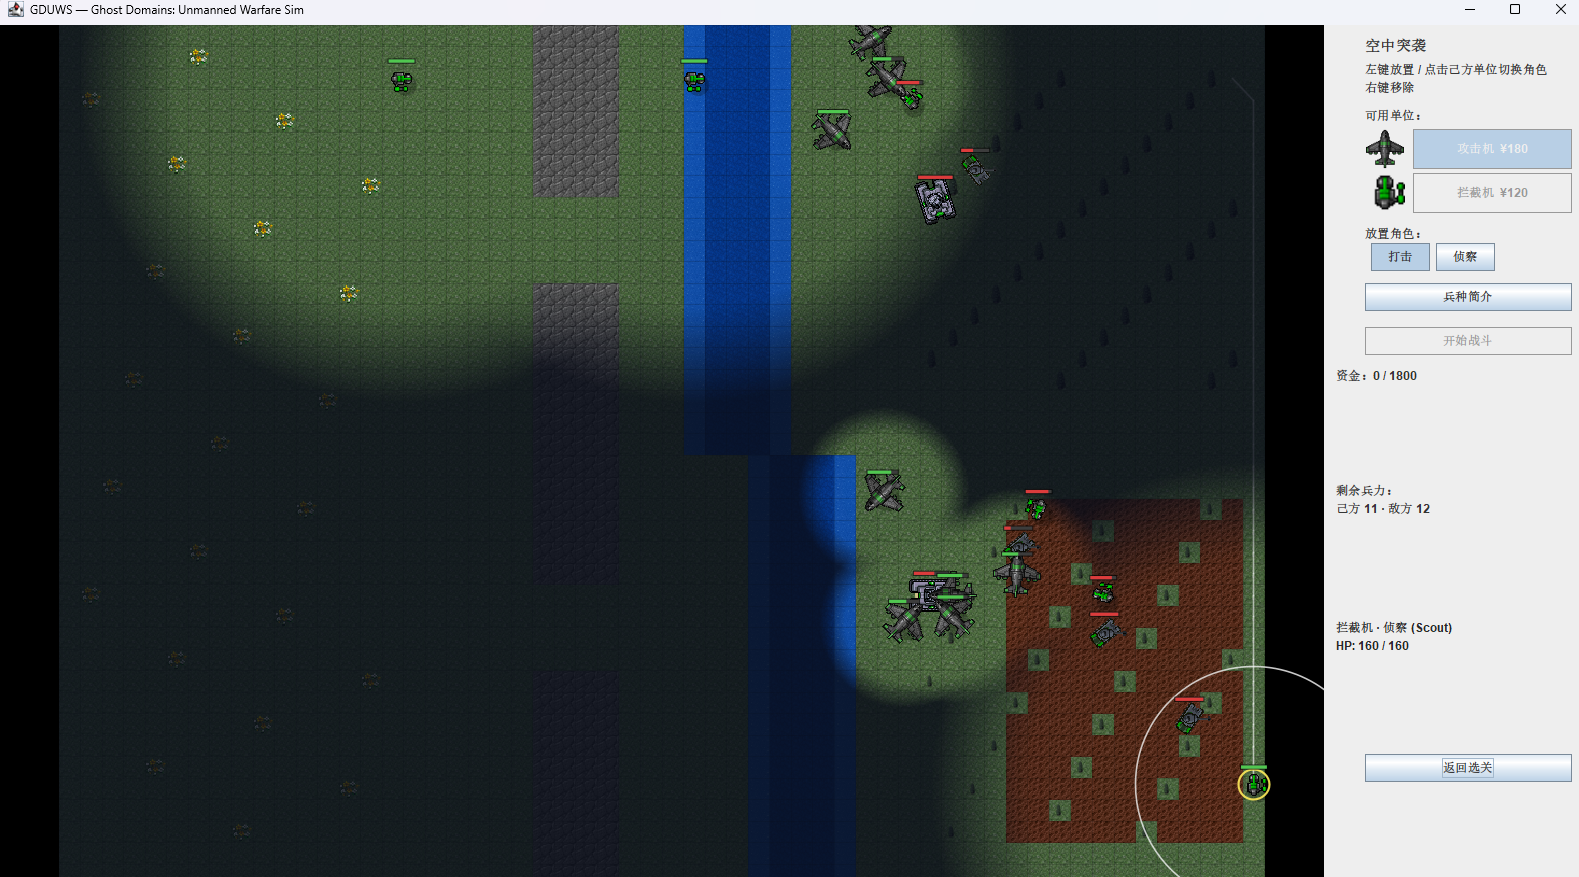 GDUWS — Ghost Domains: Unmanned Warfare Sim
空中突袭
左键放置 / 点击己方单位切换角色
右键移除
可用单位：
攻击机 ¥180
拦截机 ¥120
放置角色：
打击 侦察
兵种简介
开始战斗
资金：0 / 1800
剩余兵力：
己方 11 · 敌方 12
拦截机 · 侦察 (Scout)
HP: 160 / 160
返回选关